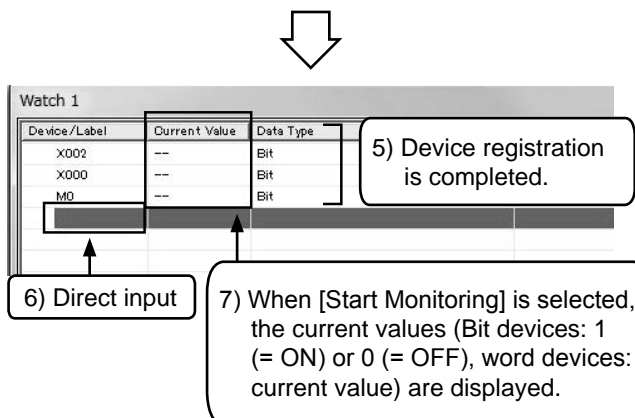 Watch 1
Device/Label Current Value Data Type
X002 -- Bit
X000 -- Bit
M0 -- Bit
5) Device registration
is completed.
6) Direct input
7) When [Start Monitoring] is selected,
the current values (Bit devices: 1
(= ON) or 0 (= OFF), word devices:
current value) are displayed.